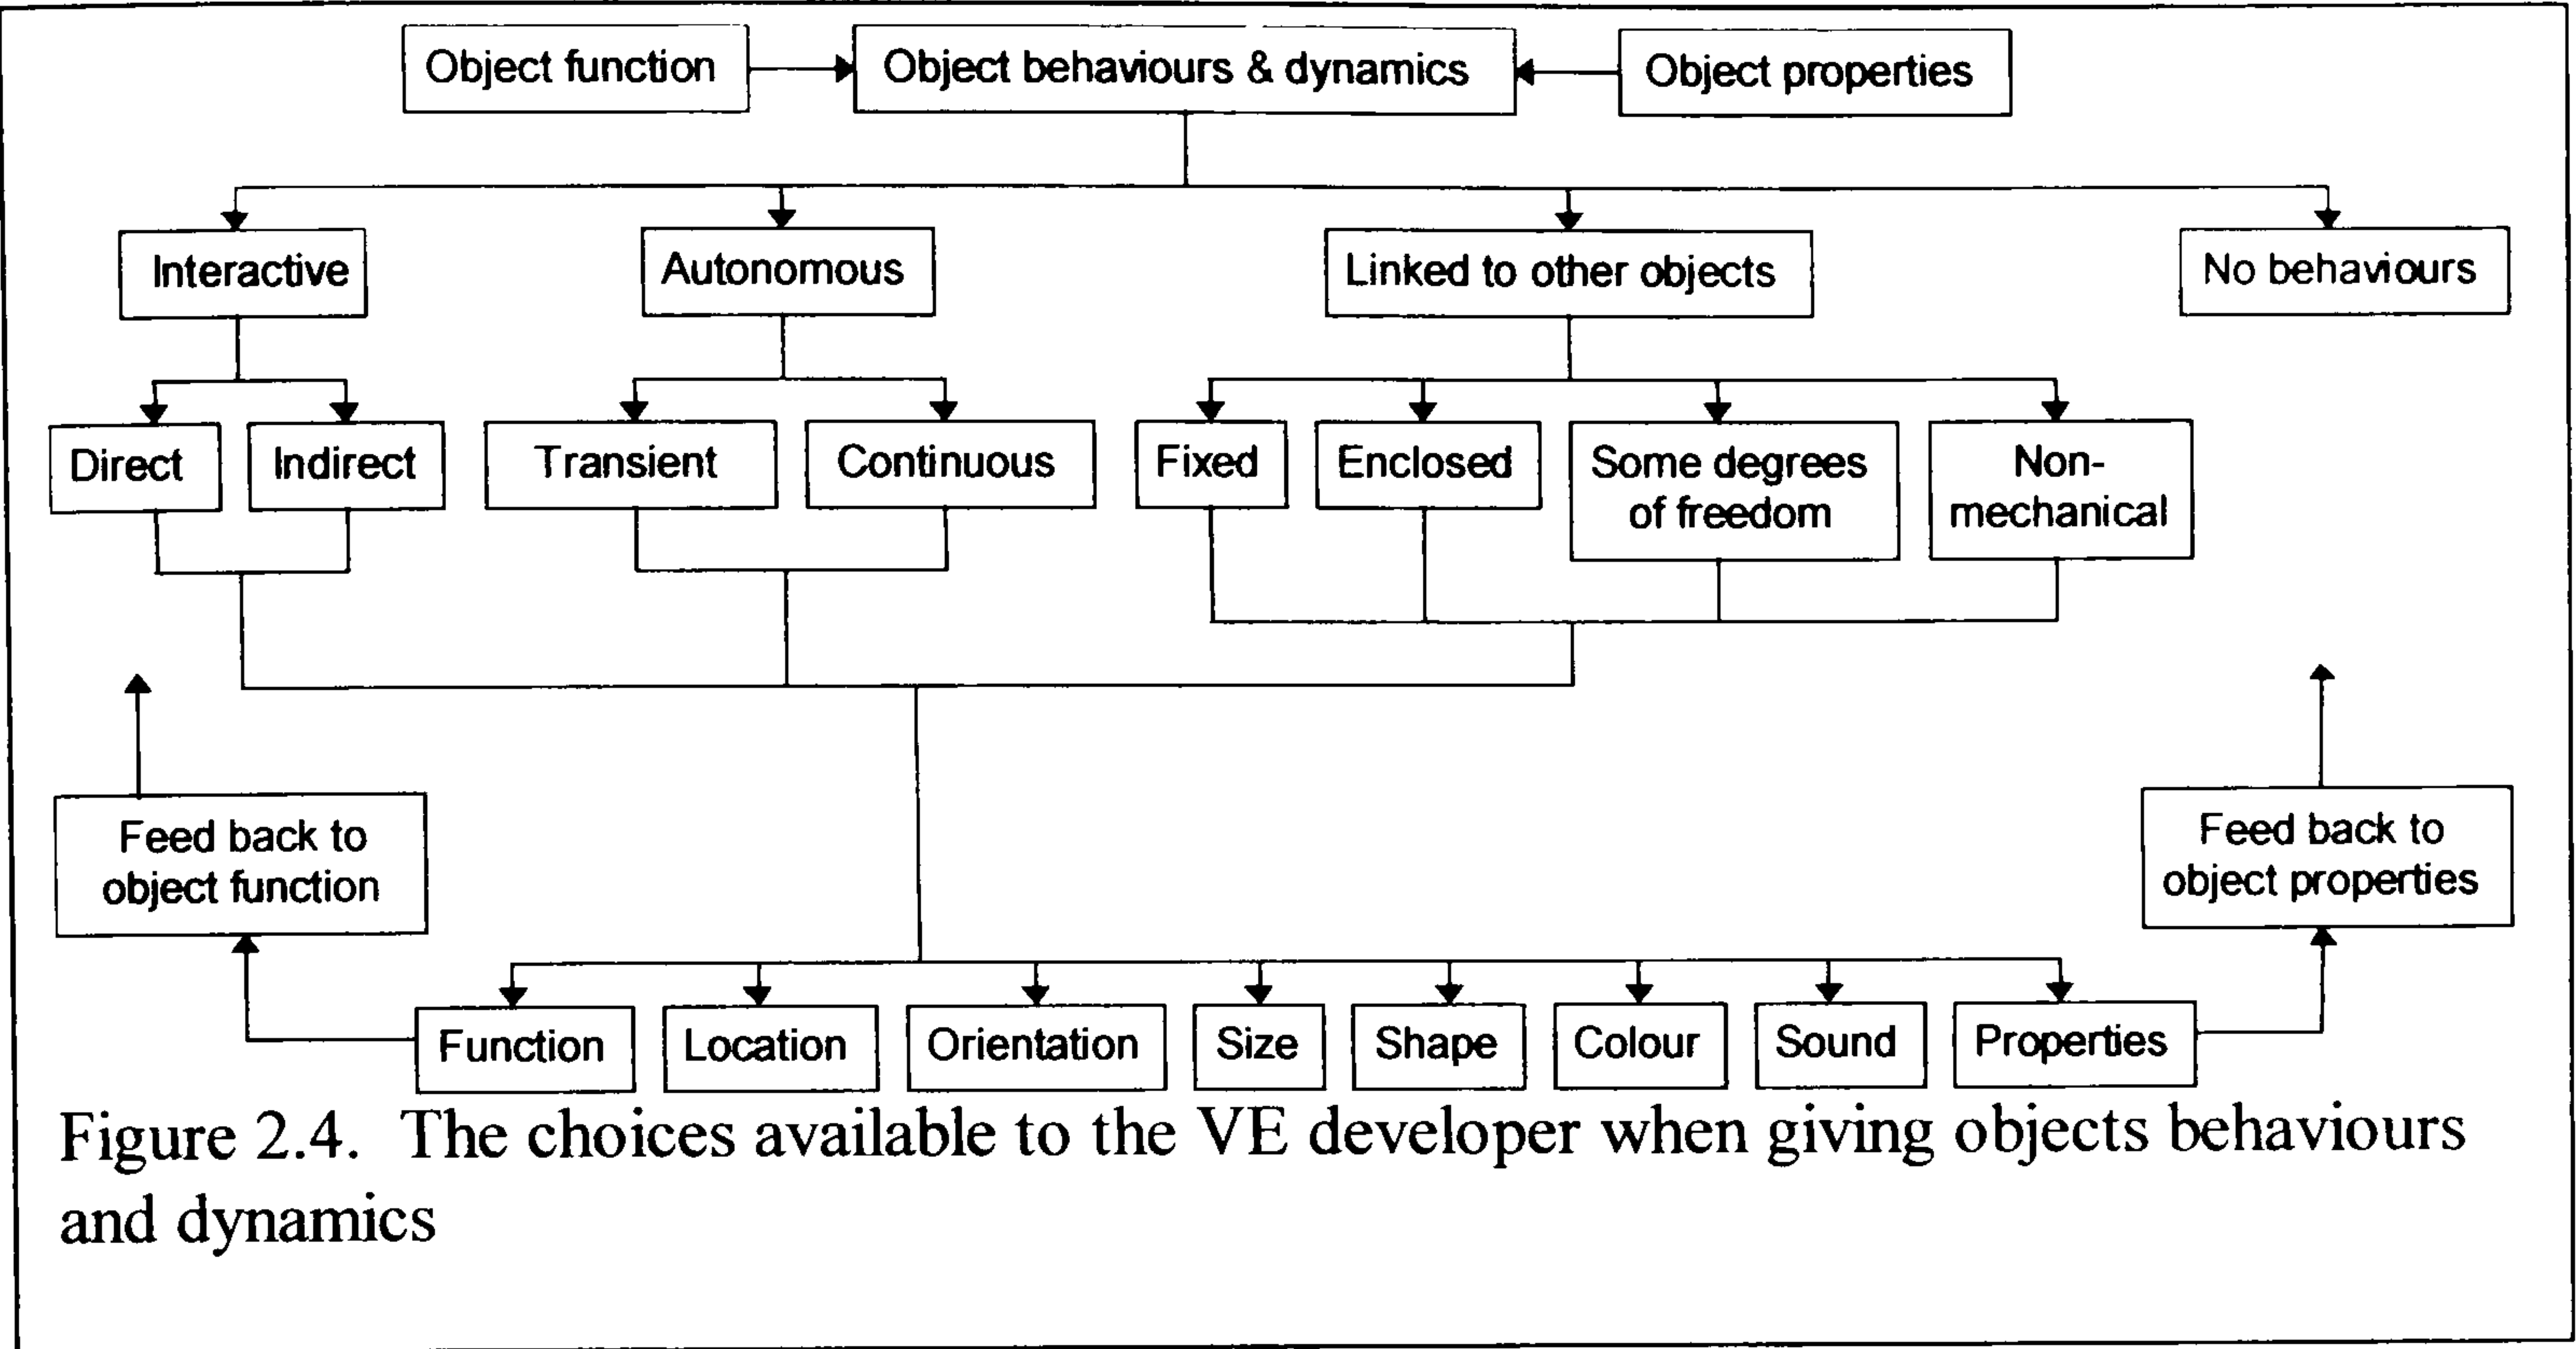 Object function
Object behaviours & dynamics
Object properties
Interactive
Autonomous
Linked to other objects
No behaviours
Direct
Indirect
Transient
Continuous
Fixed
Enclosed
Some degrees
of freedom
Non-
mechanical
Feed back to
object function
Feed back to
object properties
Function
Location
Orientation
Size
Shape
Colour
Sound
Properties
Figure 2.4. The choices available to the VE developer when giving objects behaviours
and dynamics